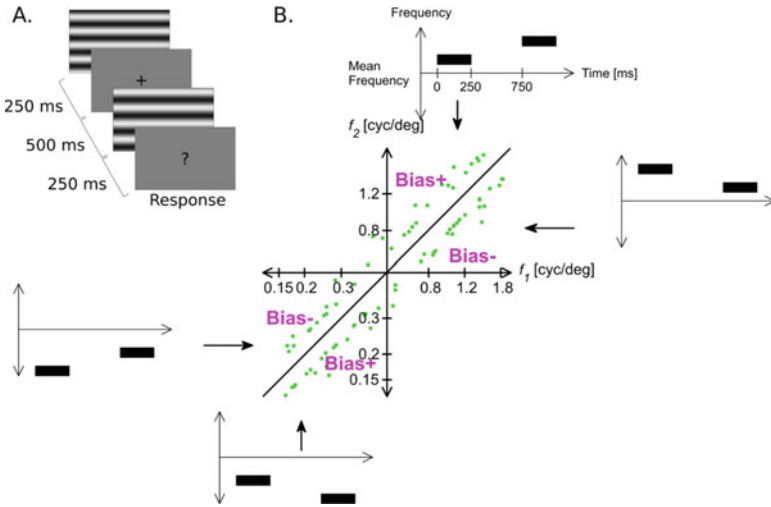 A.
+
?
250 ms
500 ms
250 ms
Response
B.
Frequency
Mean
Frequency
0 250 750
Time [ms]
f2 [cyc/deg]
1.2
0.8
0.3
0.2
0.15
0.15 0.2 0.3 0.8 1.2 1.8
f1 [cyc/deg]
Bias+
Bias-
Bias-
Bias+